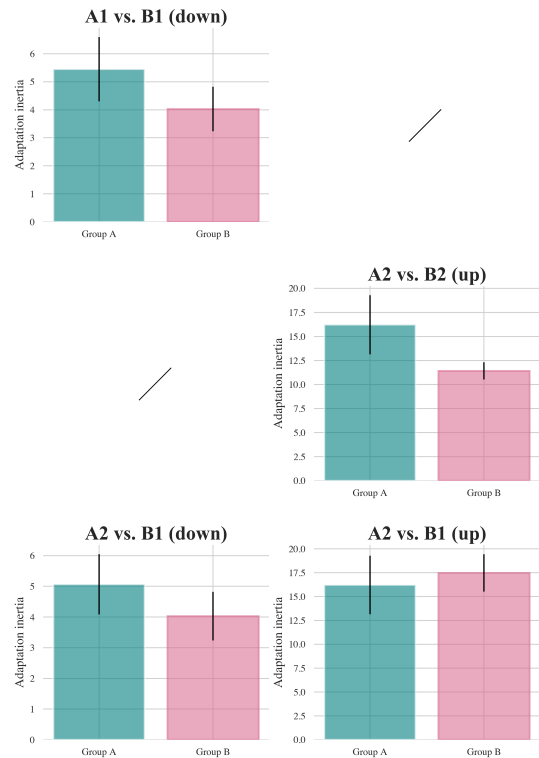 A1 vs. B1 (down)
Adaptation inertia
6
5
4
3
2
1
0
Group A Group B
A2 vs. B2 (up)
Adaptation inertia
20.0
17.5
15.0
12.5
10.0
7.5
5.0
2.5
0.0
Group A Group B
A2 vs. B1 (down)
Adaptation inertia
6
5
4
3
2
1
0
Group A Group B
A2 vs. B1 (up)
Adaptation inertia
20.0
17.5
15.0
12.5
10.0
7.5
5.0
2.5
0.0
Group A Group B